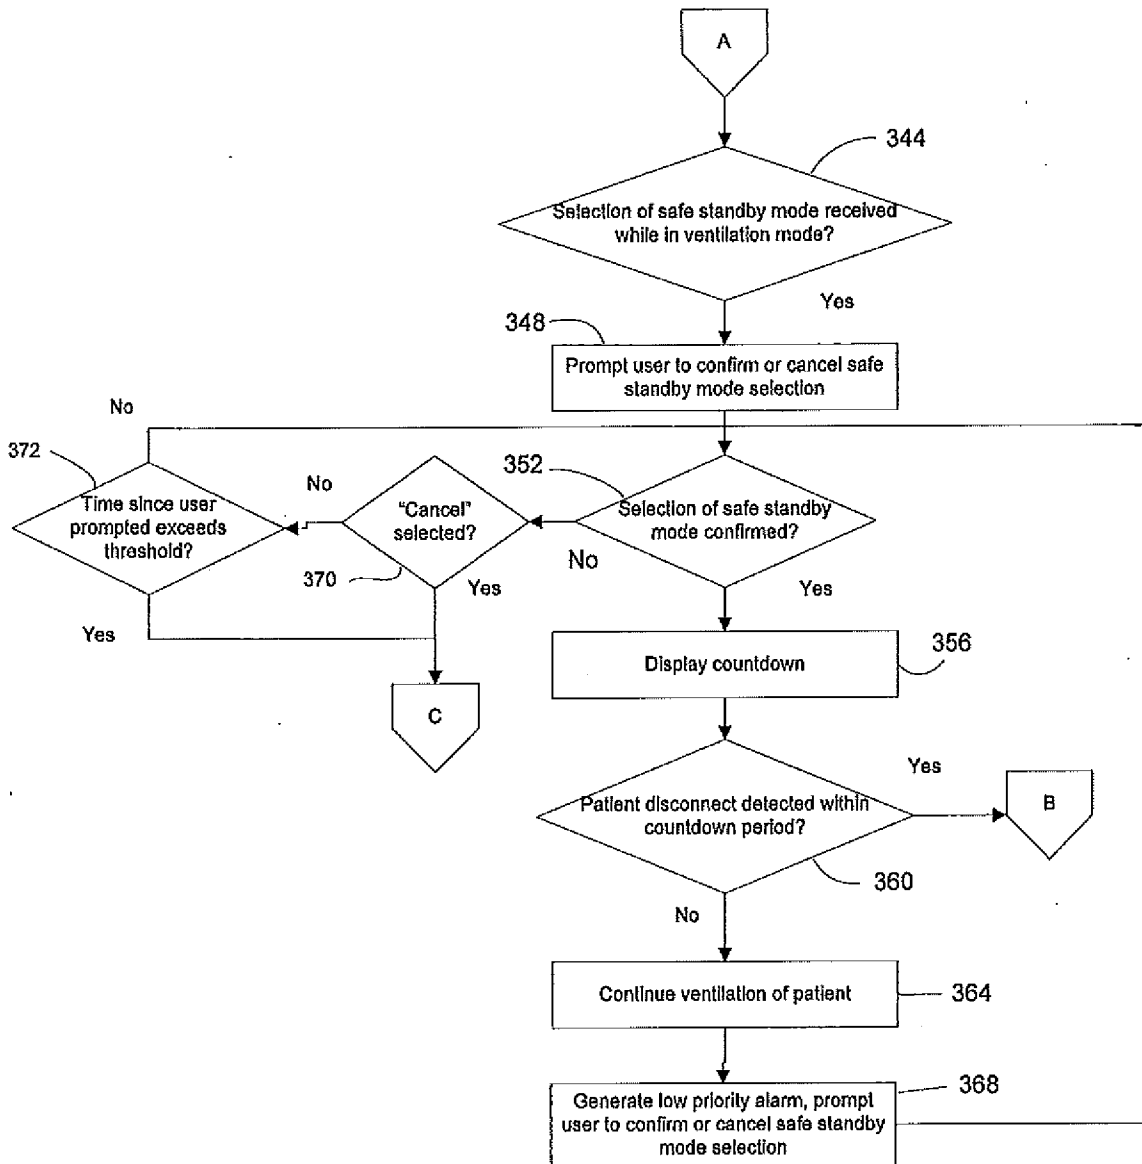 A
344
Selection of safe standby mode received
while in ventilation mode?
Yes
348
Prompt user to confirm or cancel safe
standby mode selection
No
372
Time since user
prompted exceeds
threshold?
Yes
No
"Cancel"
selected?
370
Yes
352
Selection of safe standby
mode confirmed?
No
Yes
C
Display countdown
356
Patient disconnect detected within
countdown period?
Yes
B
360
No
Continue ventilation of patient
364
Generate low priority alarm, prompt
user to confirm or cancel safe standby
mode selection
368